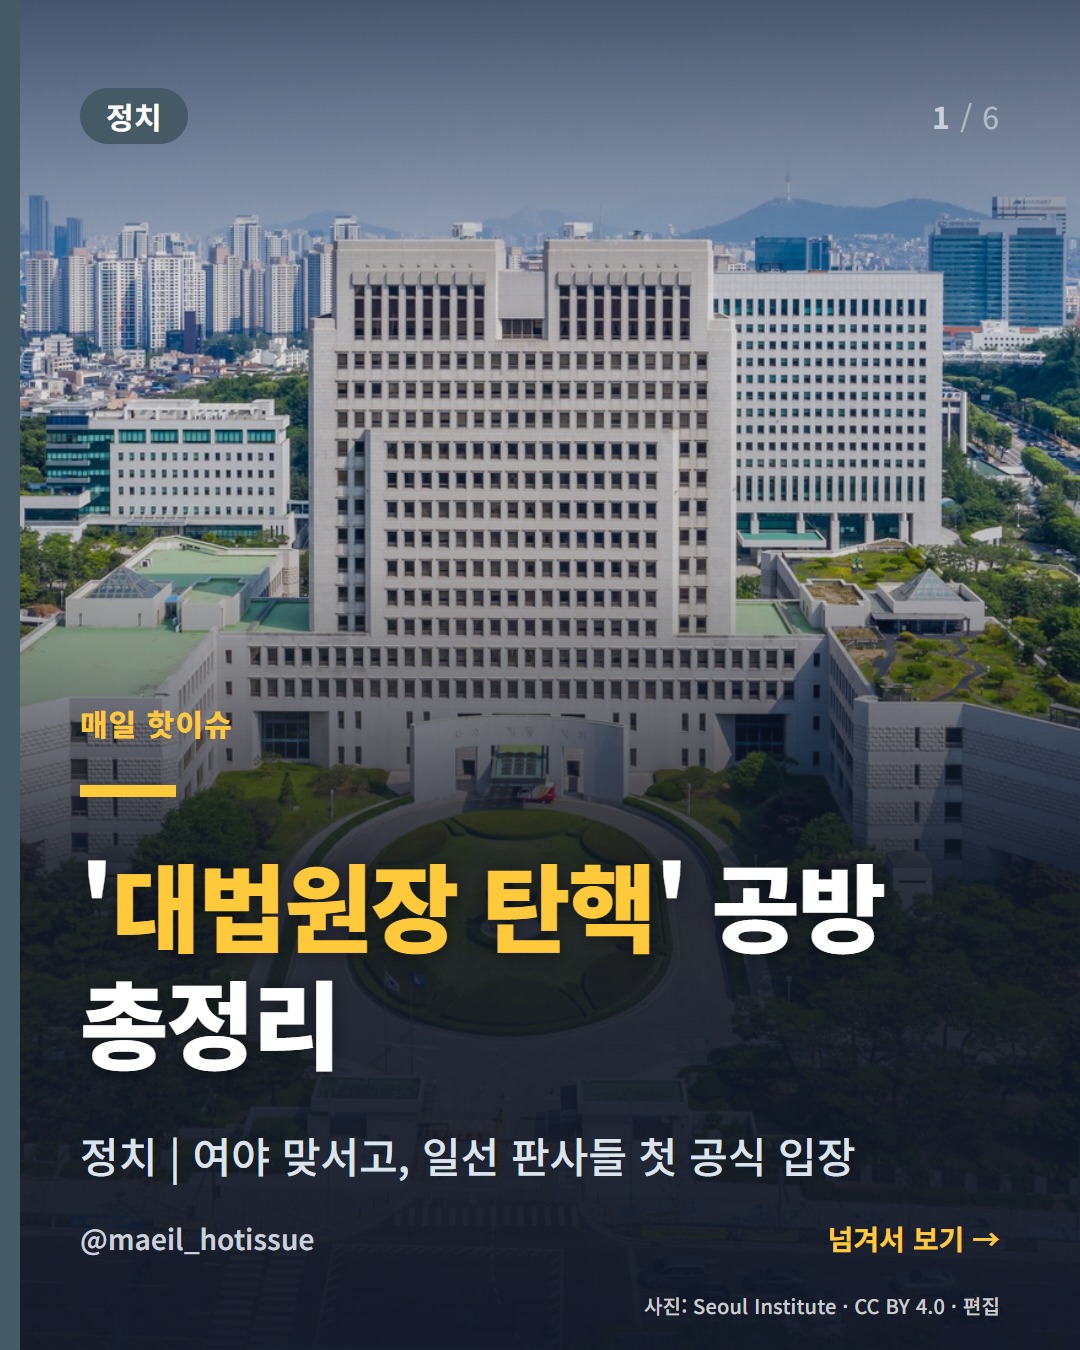 정치
1 / 6
매일 핫이슈
'대법원장 탄핵' 공방
총정리
정치 | 여야 맞서고, 일선 판사들 첫 공식 입장
@maeil_hotissue
넘겨서 보기 →
사진: Seoul Institute · CC BY 4.0 · 편집